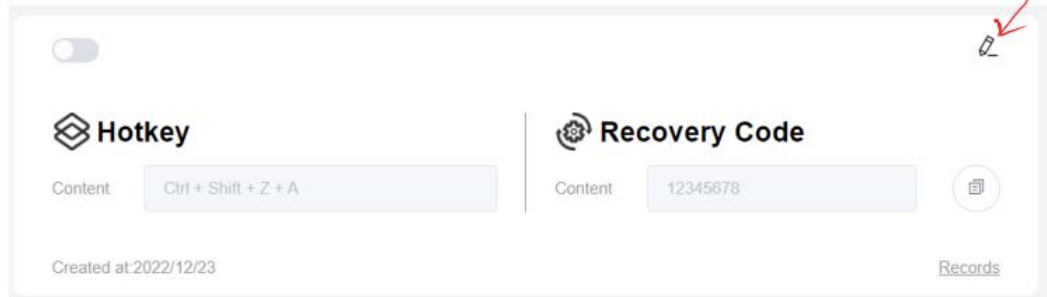 Hotkey
Recovery Code
Content
Ctrl + Shift + Z + A
Content
12345678
Created at:2022/12/23
Records